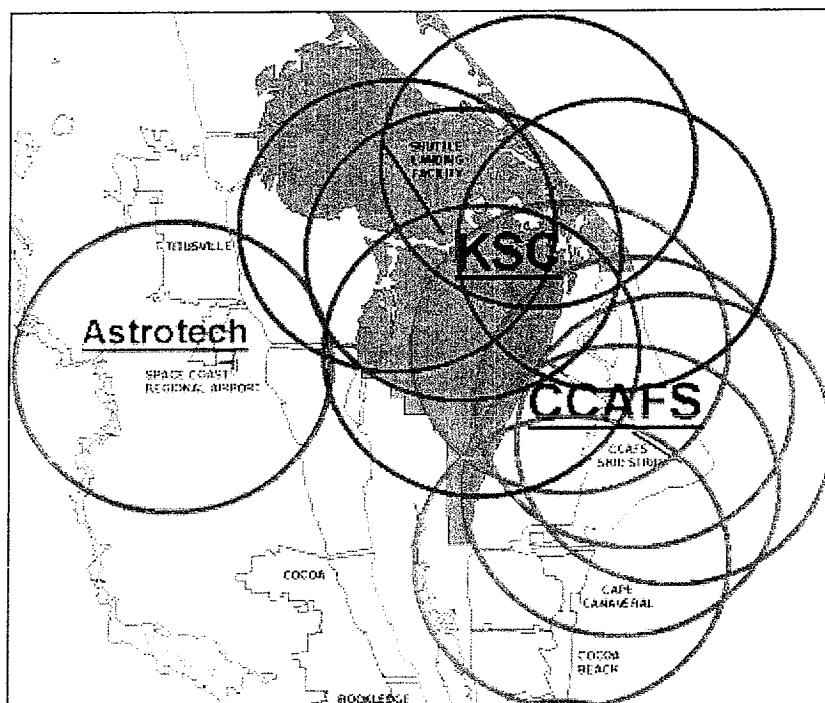 SHUTTLE
LANDING
FACILITY
TITUSVILLE
KSC
Astrotech
SPACE COAST
REGIONAL AIRPORT
CCAFS
CCAFS
SKID STRIP
COCOA
CAPE
CANAVERAL
COCOA
BEACH
ROCKLEDGE